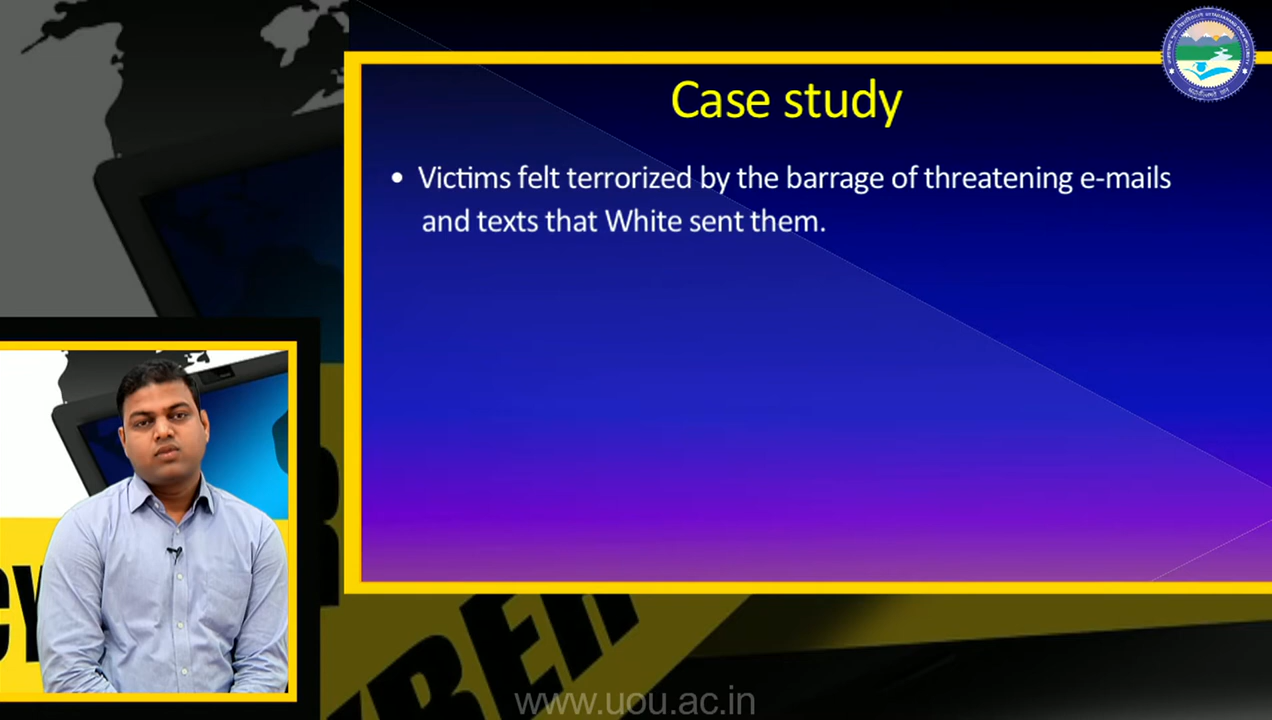 Case study
• Victims felt terrorized by the barrage of threatening e-mails
and texts that White sent them.
www.uou.ac.in